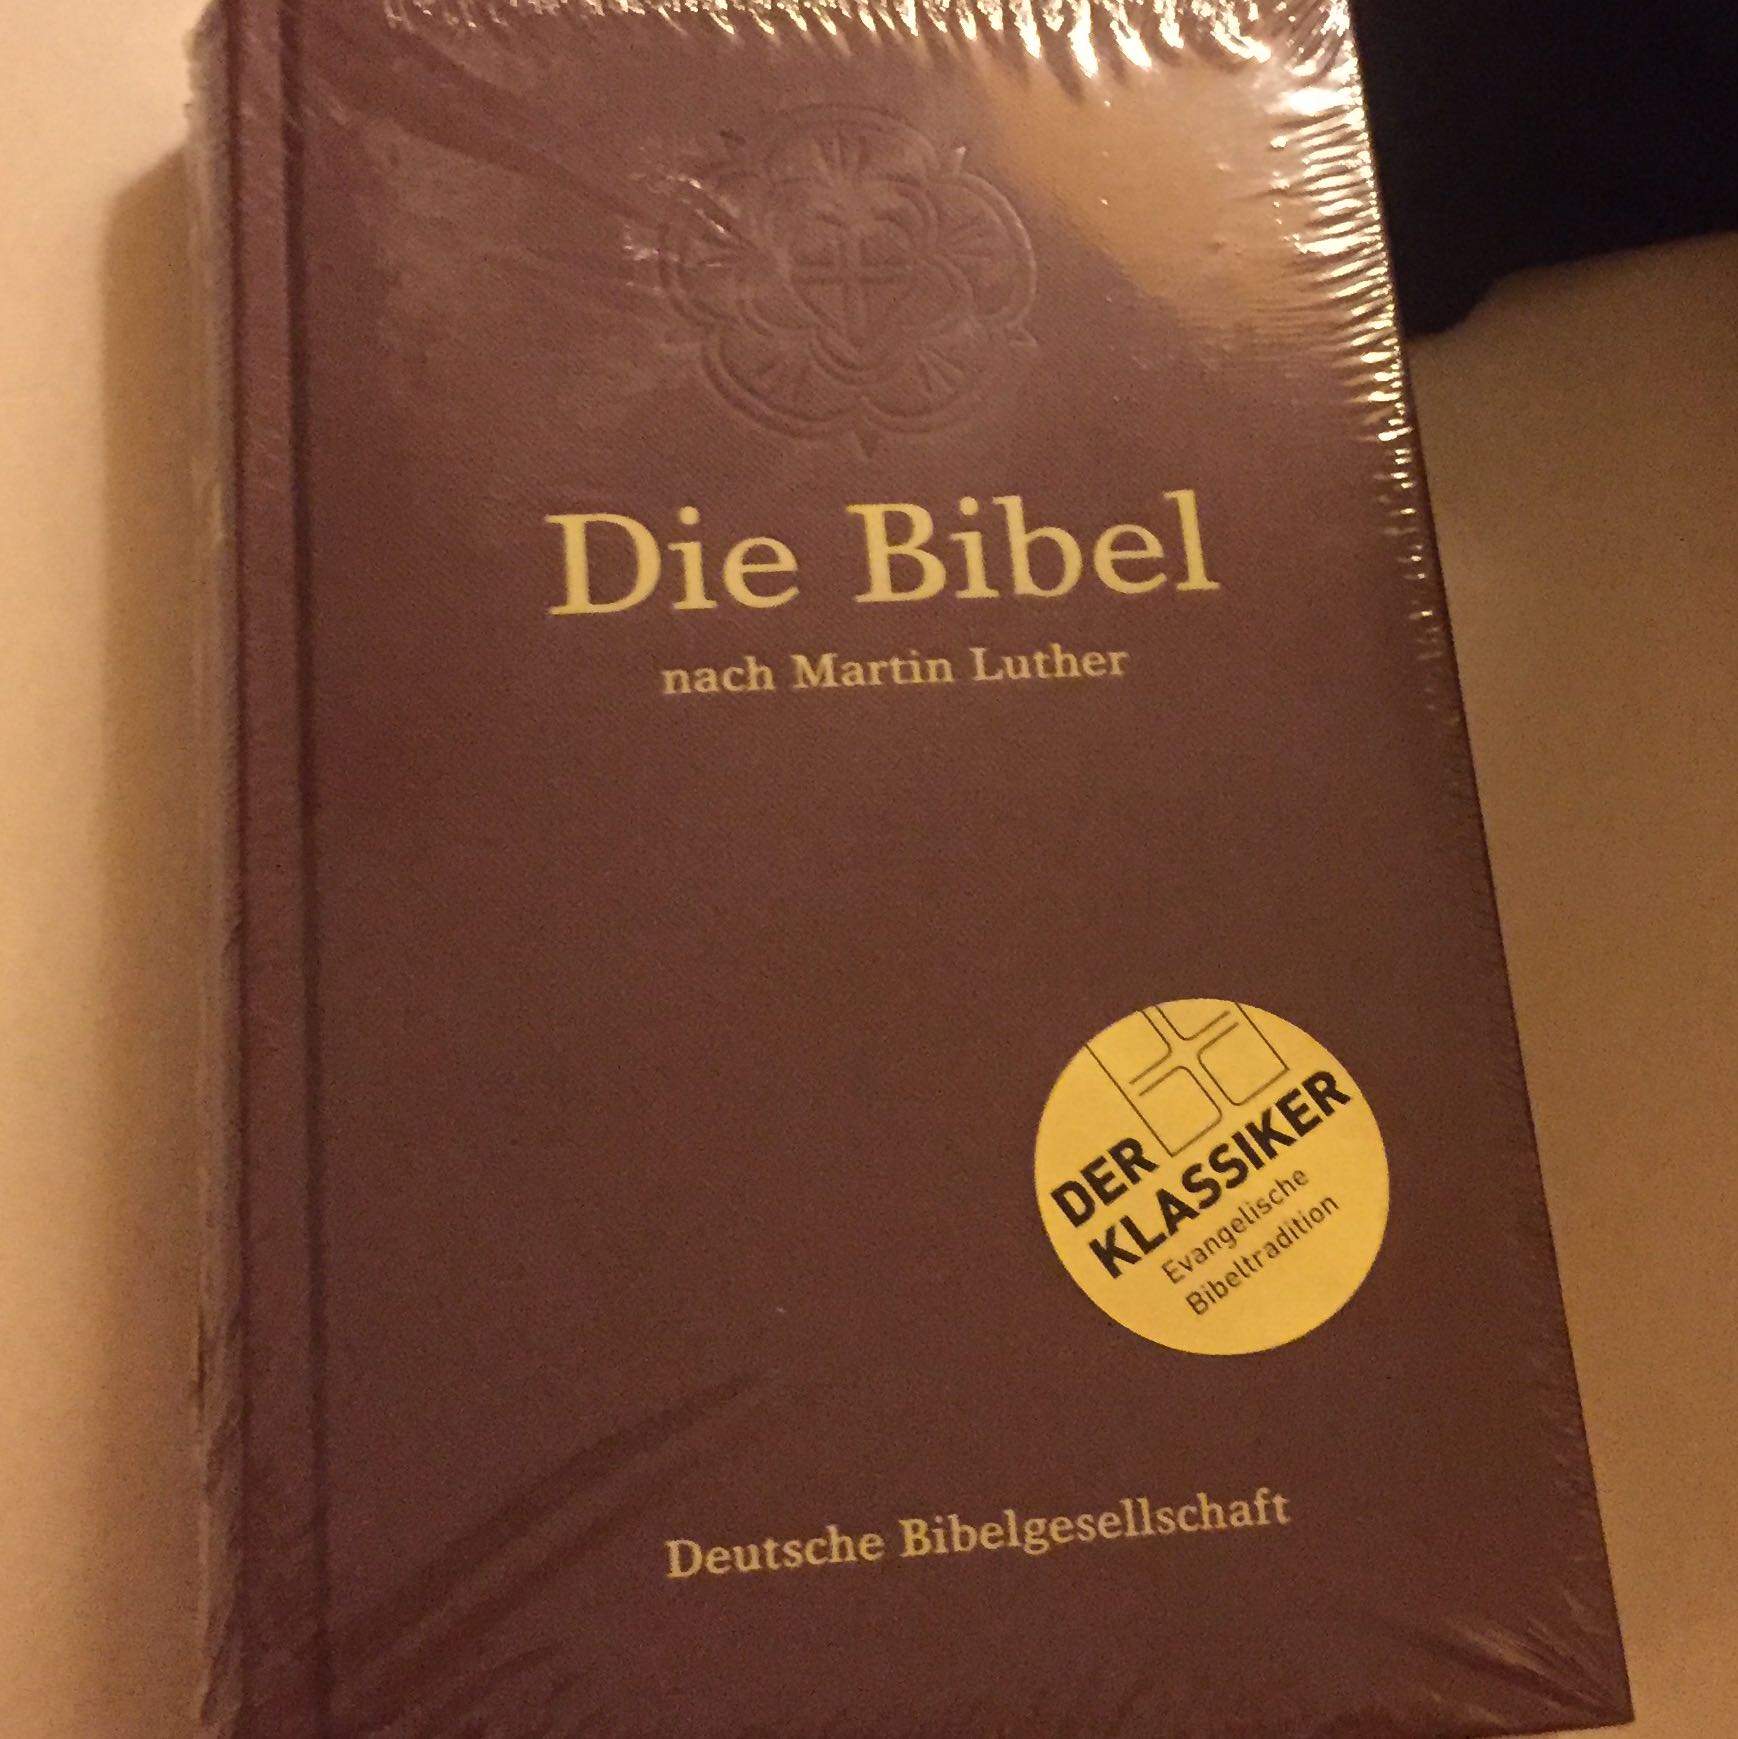 Die Bibel
nach Martin Luther
DER
KLASSIKER
Evangelische
Bibeltradition
Deutsche Bibelgesellschaft